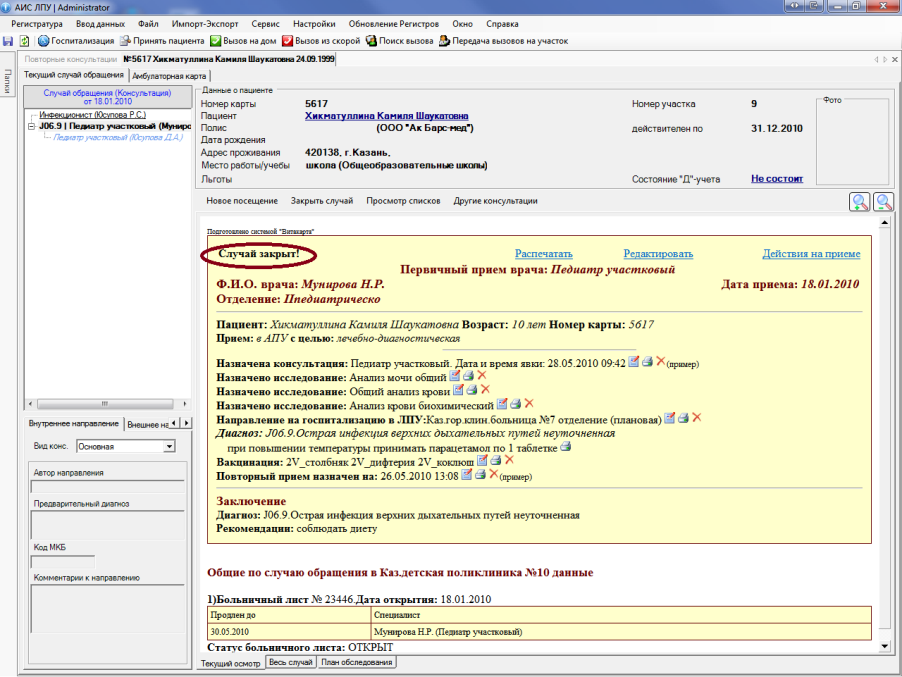 АИС ЛПУ | Administrator
Регистратура Ввод данных Файл Импорт-Экспорт Сервис Настройки Обновление Регистров Окно Справка
Госпитализация Принять пациента Вызов на дом Вызов из скорой Поиск вызова Передача вызовов на участок
Повторные консультации №5617 Хикматуллина Камиля Шаукатовна 24.09.1999
Папки
Текущий случай обращения Амбулаторная карта
Случай обращения (Консультация)
от 18.01.2010
Инфекционист (Юсупова Р.С.)
J06.9 | Педиатр участковый (Муниро
Педиатр участковый (Юсупова Д.А.)
Данные о пациенте
Номер карты 5617 Номер участка 9 Фото
Пациент Хикматуллина Камиля Шаукатовна
Полис (ООО "Ак Барс-мед") действителен по 31.12.2010
Дата рождения
Адрес проживания 420138, г.Казань,
Место работы/учебы школа (Общеобразовательные школы)
Льготы Состояние "Д"-учета Не состоит
Новое посещение Закрыть случай Просмотр списков Другие консультации
Подготовлено системой "Витакарта"
Случай закрыт! Распечатать Редактировать Действия на приеме
Первичный прием врача: Педиатр участковый
Ф.И.О. врача: Мунирова Н.Р. Дата приема: 18.01.2010
Отделение: Iпедиатрическо
Пациент: Хикматуллина Камиля Шаукатовна Возраст: 10 лет Номер карты: 5617
Прием: в АПУ с целью: лечебно-диагностическая
Назначена консультация: Педиатр участковый. Дата и время явки: 28.05.2010 09:42 (пример)
Назначено исследование: Анализ мочи общий
Назначено исследование: Общий анализ крови
Назначено исследование: Анализ крови биохимический
Направление на госпитализацию в ЛПУ:Каз.гор.клин.больница №7 отделение (плановая)
Диагноз: J06.9.Острая инфекция верхних дыхательных путей неуточненная
при повышении температуры принимать парацетамол по 1 таблетке
Вакцинация: 2V_столбняк 2V_дифтерия 2V_коклюш
Повторный прием назначен на: 26.05.2010 13:08 (пример)
Заключение
Диагноз: J06.9.Острая инфекция верхних дыхательных путей неуточненная
Рекомендации: соблюдать диету
Внутреннее направление Внешнее на
Вид конс. Основная
Автор направления
Предварительный диагноз
Код МКБ
Комментарии к направлению
Общие по случаю обращения в Каз.детская поликлиника №10 данные
1)Больничный лист № 23446.Дата открытия: 18.01.2010
Продлен до Специалист
30.05.2010 Мунирова Н.Р. (Педиатр участковый)
Статус больничного листа: ОТКРЫТ
Текущий осмотр Весь случай План обследования